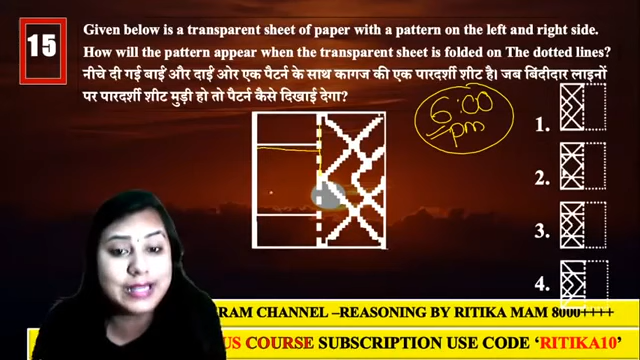 15
Given below is a transparent sheet of paper with a pattern on the left and right side.
How will the pattern appear when the transparent sheet is folded on The dotted lines?
नीचे दी गई बाईं और दाईं ओर एक पैटर्न के साथ कागज की एक पारदर्शी शीट है। जब बिंदीदार लाइनों
पर पारदर्शी शीट मुड़ी हो तो पैटर्न कैसे दिखाई देगा?
6:00
pm
1.
2.
3.
4.
RAM CHANNEL –REASONING BY RITIKA MAM 8000++++
US COURSE SUBSCRIPTION USE CODE ‘RITIKA10’